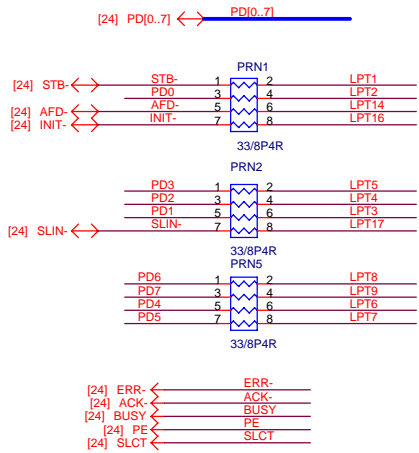 [24] PD[0..7] PD[0..7]
PRN1
[24] STB- STB- 1 2 LPT1
PD0 3 4 LPT2
[24] AFD- AFD- 5 6 LPT14
[24] INIT- INIT- 7 8 LPT16
33/8P4R
PRN2
PD3 1 2 LPT5
PD2 3 4 LPT4
PD1 5 6 LPT3
[24] SLIN- SLIN- 7 8 LPT17
33/8P4R
PRN5
PD6 1 2 LPT8
PD7 3 4 LPT9
PD4 5 6 LPT6
PD5 7 8 LPT7
33/8P4R
[24] ERR- ERR-
[24] ACK- ACK-
[24] BUSY BUSY
[24] PE PE
[24] SLCT SLCT